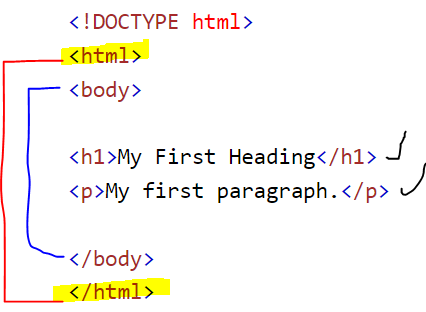 <!DOCTYPE html>
<html>
<body>
<h1>My First Heading</h1>
<p>My first paragraph.</p>
</body>
</html>